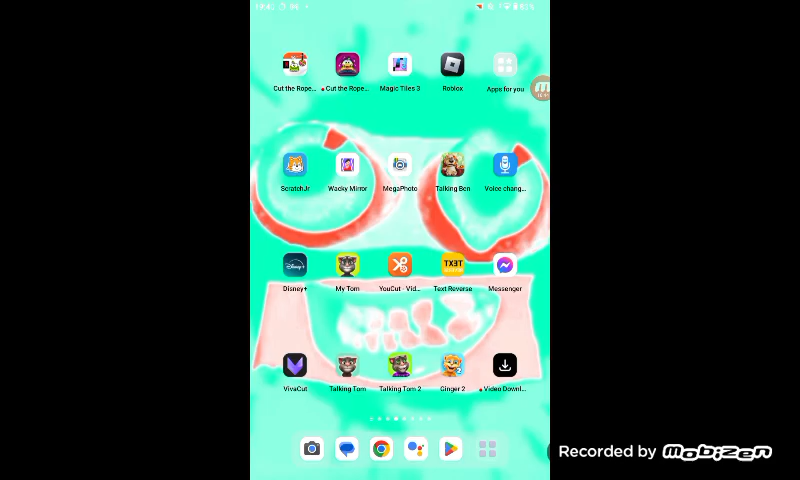 Cut the Rope... Cut the Rope... Magic Tiles 3 Roblox Apps for you
ScratchJr Wacky Mirror MegaPhoto Talking Ben Voice chang...
Disney+ My Tom YouCut - Vid... Text Reverse Messenger
VivaCut Talking Tom Talking Tom 2 Ginger 2 Video Downl...
Recorded by mobizen